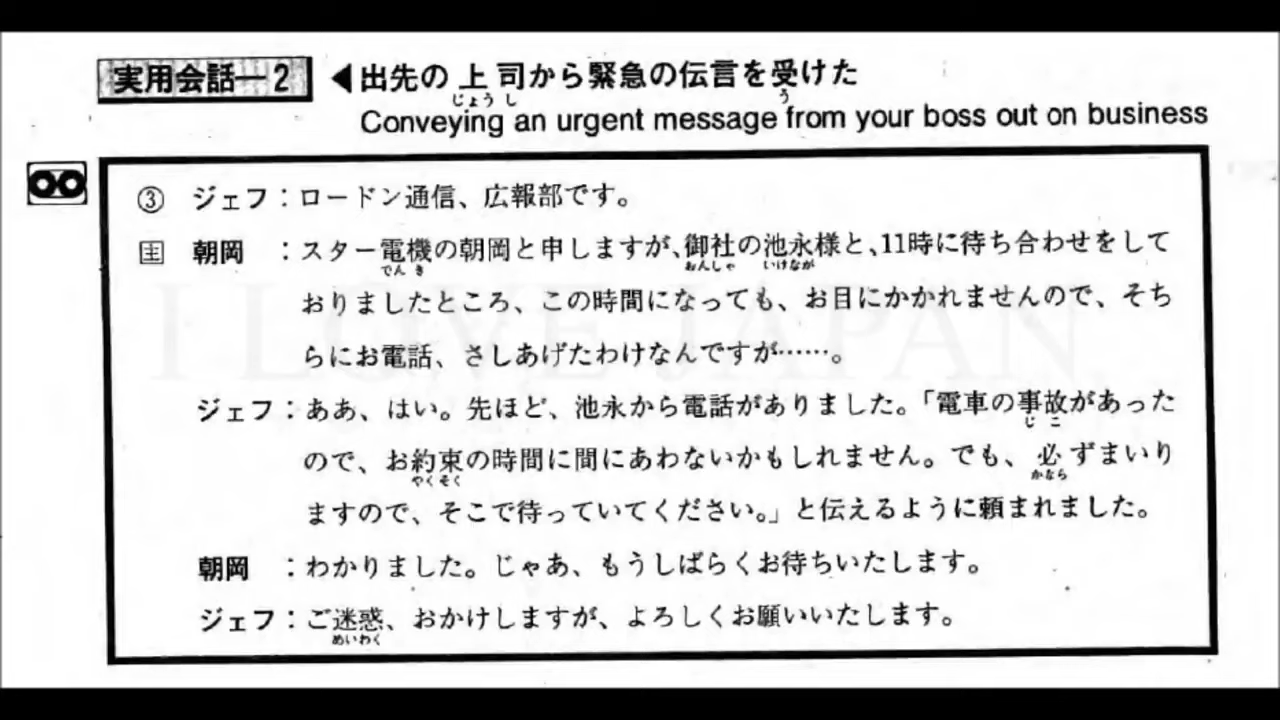 実用会話―2 ◀出先の上司から緊急の伝言を受けた
じょうし う
Conveying an urgent message from your boss out on business
③ ジェフ：ロードン通信、広報部です。
圭 朝岡 ：スター電機の朝岡と申しますが、御社の池永様と、11時に待ち合わせをして
でんき おんしゃ いけなが
おりましたところ、この時間になっても、お目にかかれませんので、そち
らにお電話、さしあげたわけなんですが……。
ジェフ：ああ、はい。先ほど、池永から電話がありました。「電車の事故があった
じこ
ので、お約束の時間に間にあわないかもしれません。でも、必ずまいり
やくそく かなら
ますので、そこで待っていてください。」と伝えるように頼まれました。
朝岡 ：わかりました。じゃあ、もうしばらくお待ちいたします。
ジェフ：ご迷惑、おかけしますが、よろしくお願いいたします。
めいわく
I LOVE JAPAN